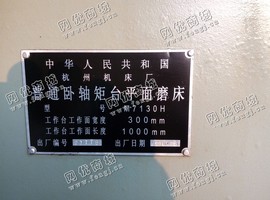 中华人民共和国
杭州机床厂
普通卧轴矩台平面磨床
型号 7130H
工作台工作面宽度 300mm
工作台工作面长度 1000mm
出厂编号 出厂日期